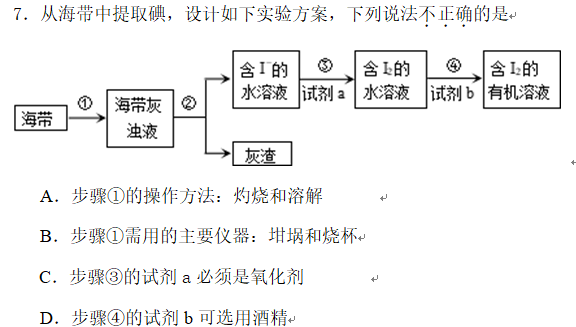 7．从海带中提取碘，设计如下实验方案，下列说法不正确的是
海带
①
海带灰
浊液
②
含 I⁻的
水溶液
③
试剂 a
含 I₂的
水溶液
④
试剂 b
含 I₂的
有机溶液
灰渣
A．步骤①的操作方法：灼烧和溶解
B．步骤①需用的主要仪器：坩埚和烧杯
C．步骤③的试剂 a 必须是氧化剂
D．步骤④的试剂 b 可选用酒精